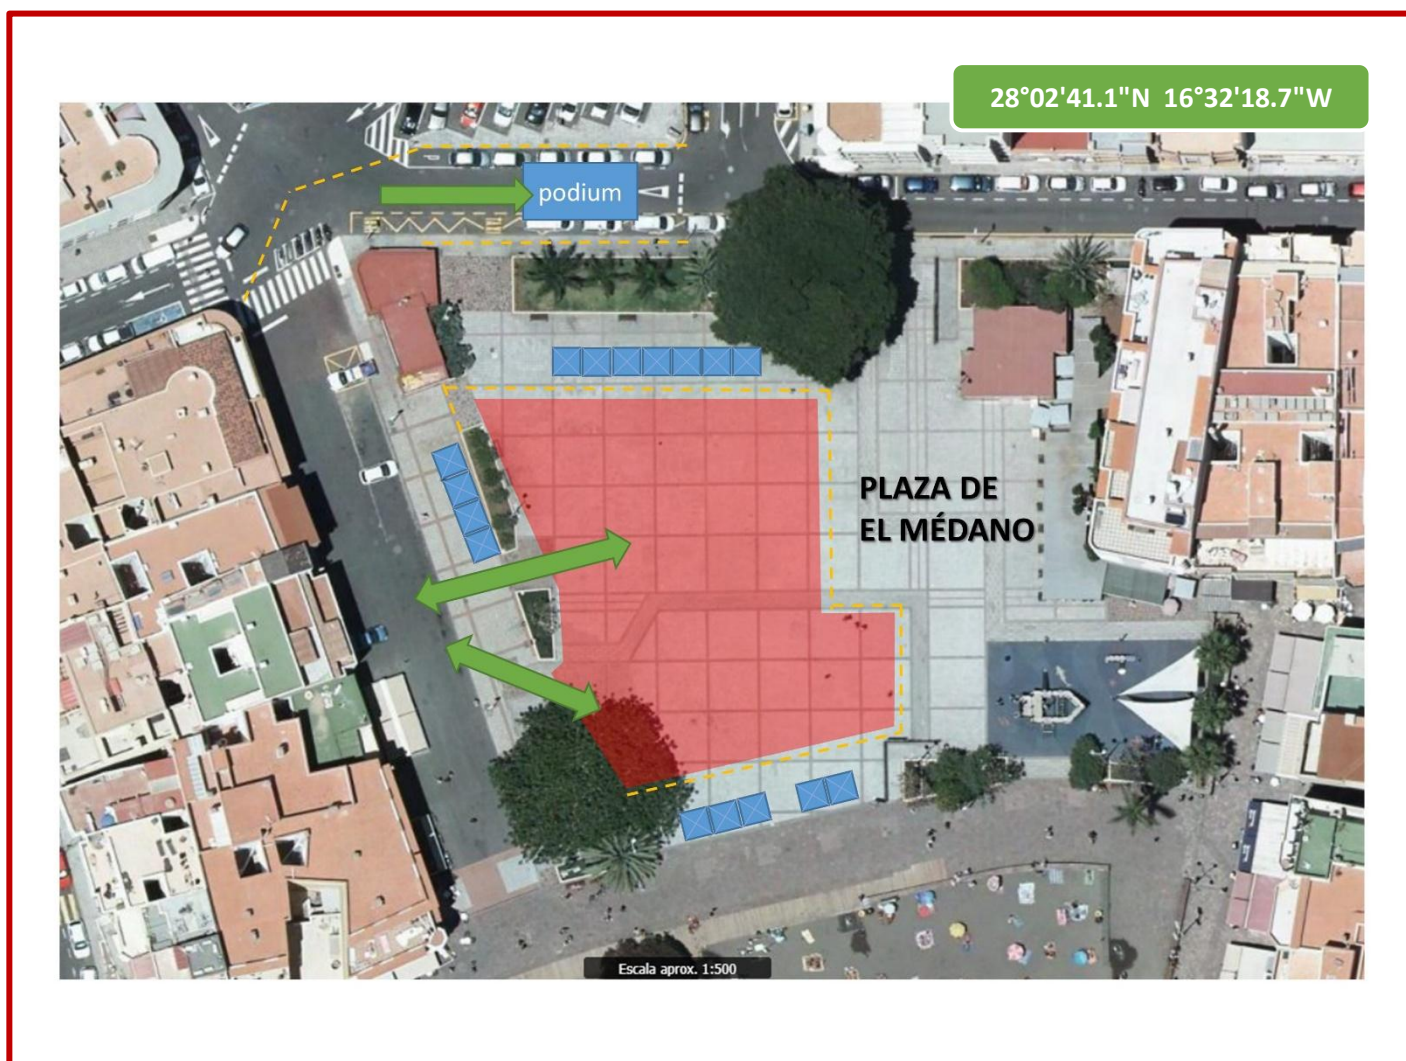 28°02'41.1"N 16°32'18.7"W
podium
PLAZA DE
EL MÉDANO
Escala aprox. 1:500